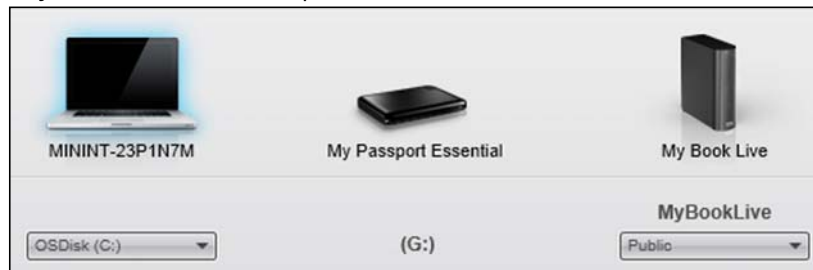 MININT-23P1N7M My Passport Essential My Book Live
MyBookLive
OSDisk (C:) (G:) Public